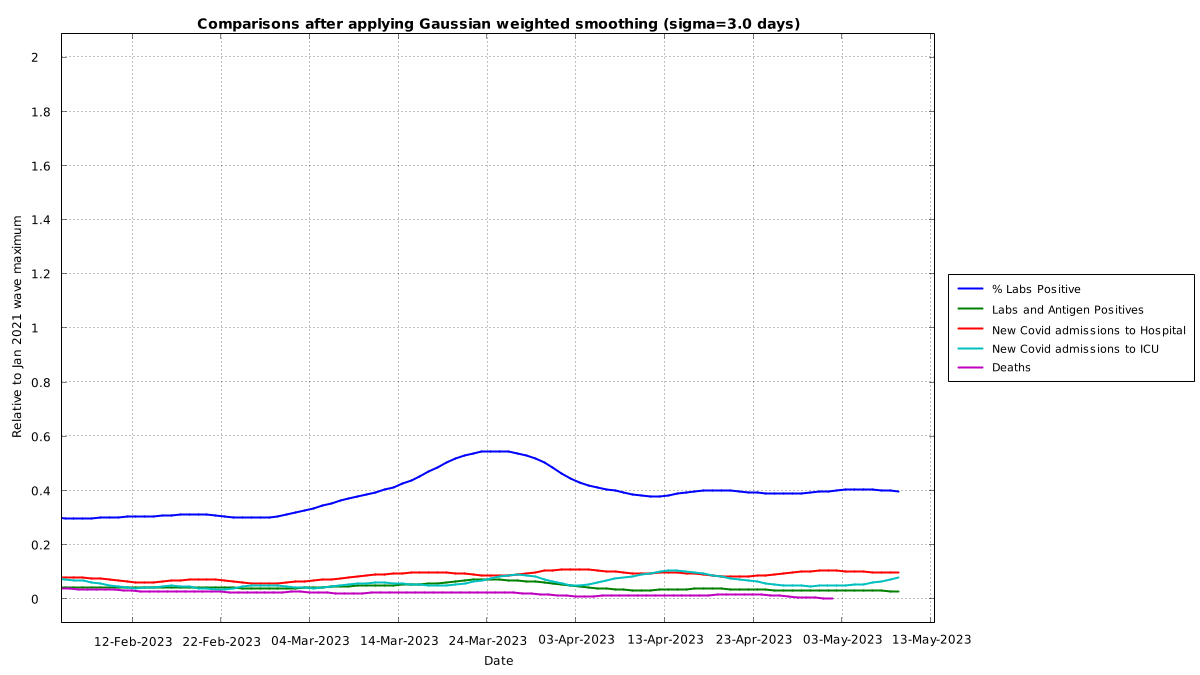 Comparisons after applying Gaussian weighted smoothing (sigma=3.0 days)
Relative to Jan 2021 wave maximum
2
1.8
1.6
1.4
1.2
1
0.8
0.6
0.4
0.2
0
12-Feb-2023 22-Feb-2023 04-Mar-2023 14-Mar-2023 24-Mar-2023 03-Apr-2023 13-Apr-2023 23-Apr-2023 03-May-2023 13-May-2023
Date
% Labs Positive
Labs and Antigen Positives
New Covid admissions to Hospital
New Covid admissions to ICU
Deaths